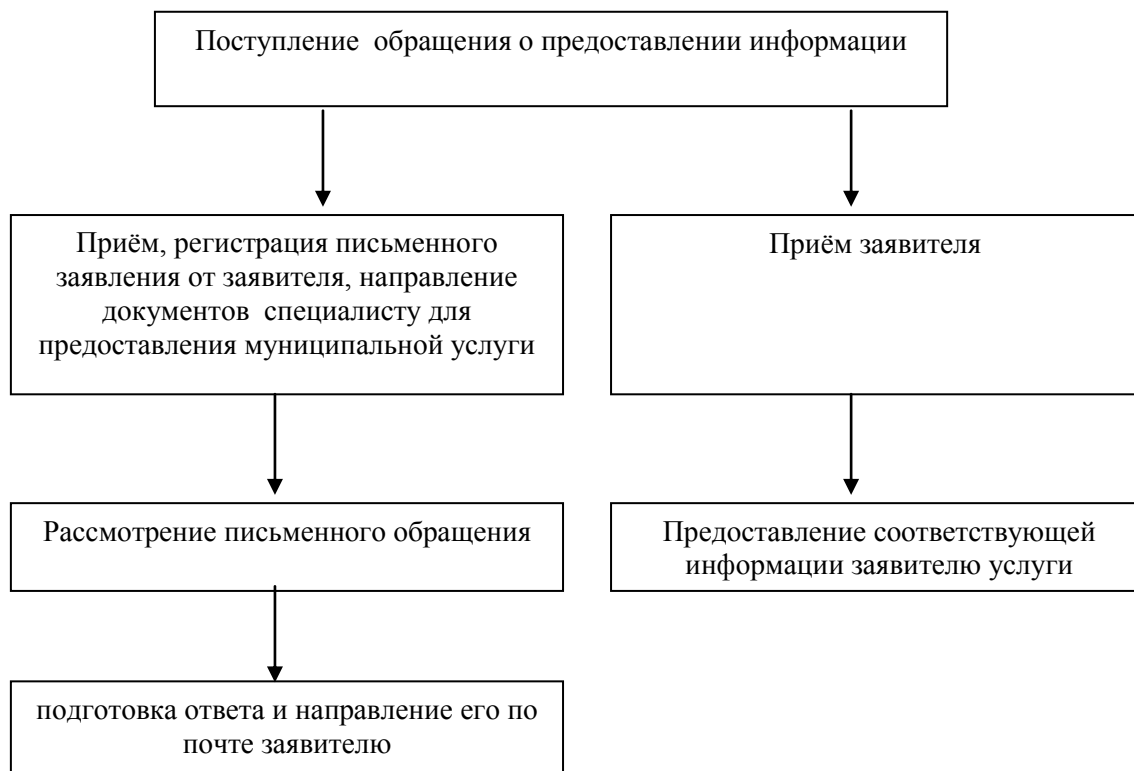 Поступление обращения о предоставлении информации
Приём, регистрация письменного
заявления от заявителя, направление
документов специалисту для
предоставления муниципальной услуги
Приём заявителя
Рассмотрение письменного обращения
Предоставление соответствующей
информации заявителю услуги
подготовка ответа и направление его по
почте заявителю